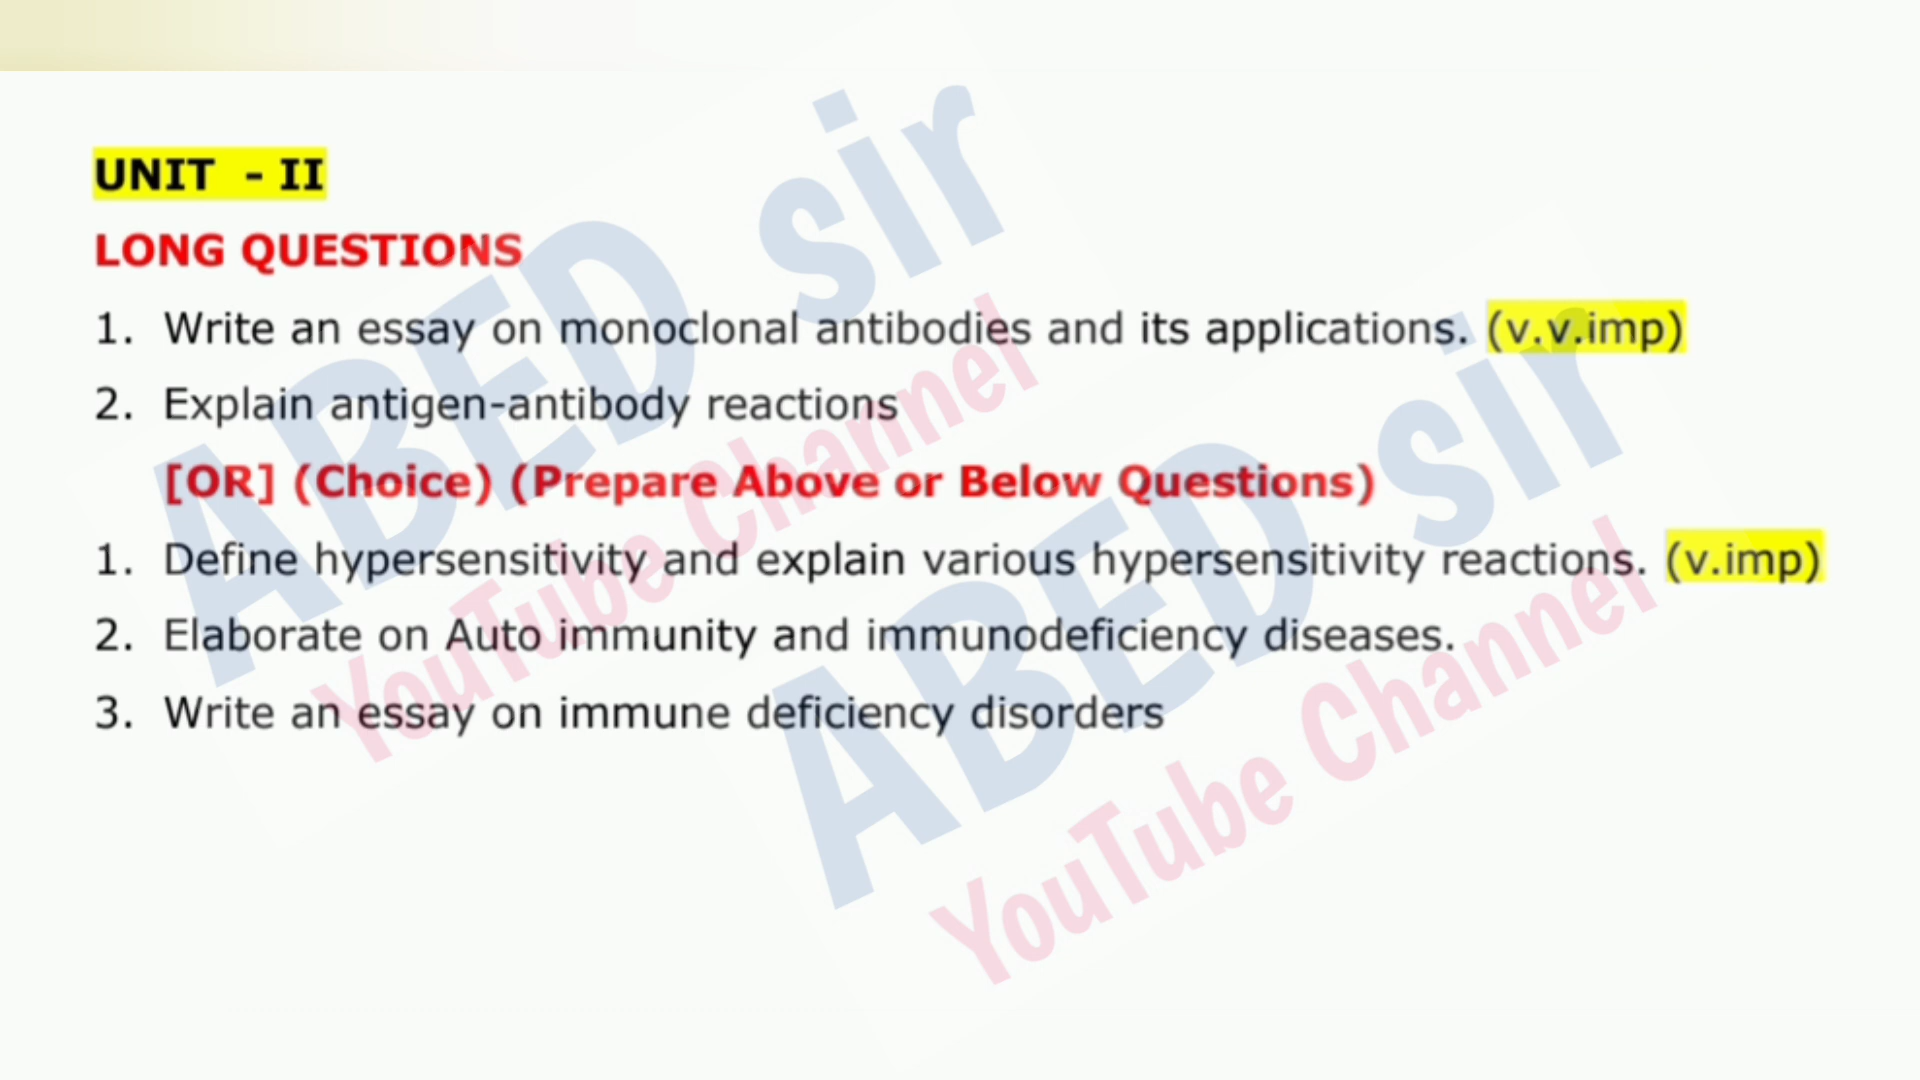 UNIT - II
LONG QUESTIONS
1. Write an essay on monoclonal antibodies and its applications. (v.v.imp)
2. Explain antigen-antibody reactions
[OR] (Choice) (Prepare Above or Below Questions)
1. Define hypersensitivity and explain various hypersensitivity reactions. (v.imp)
2. Elaborate on Auto immunity and immunodeficiency diseases.
3. Write an essay on immune deficiency disorders
ABED sir
YouTube Channel
ABED sir
YouTube Channel